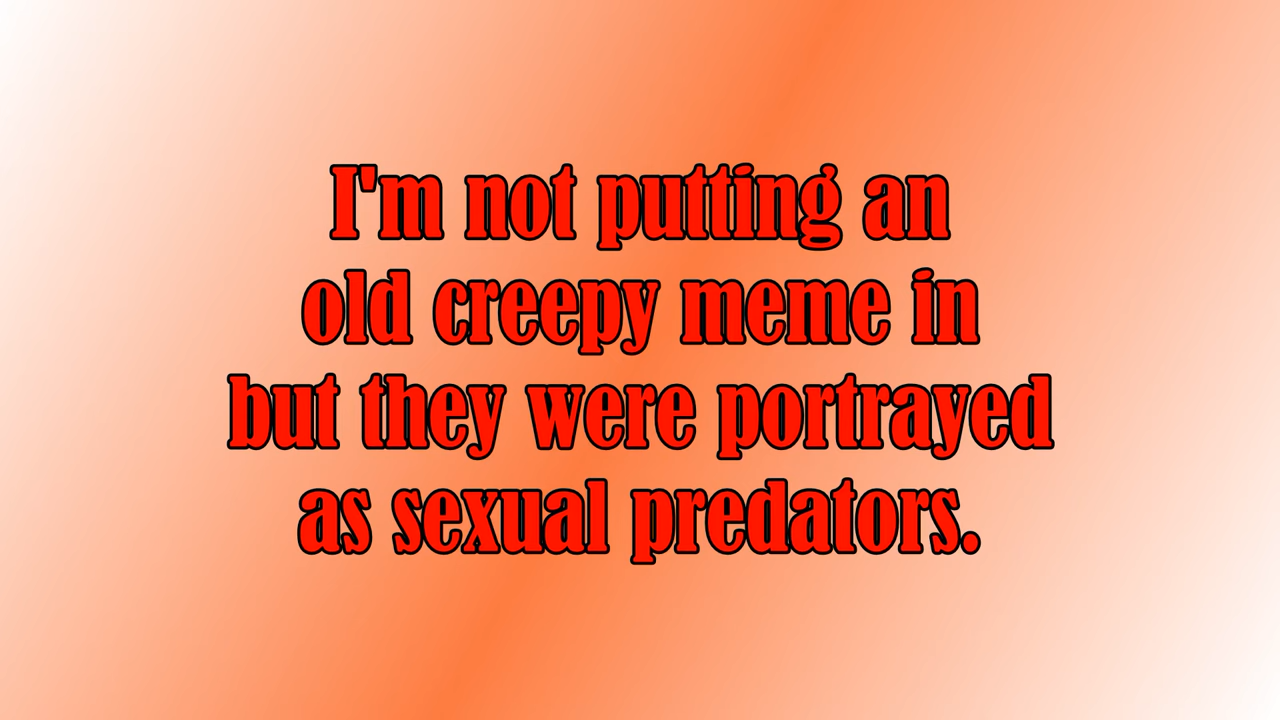 I'm not putting an
old creepy meme in
but they were portrayed
as sexual predators.